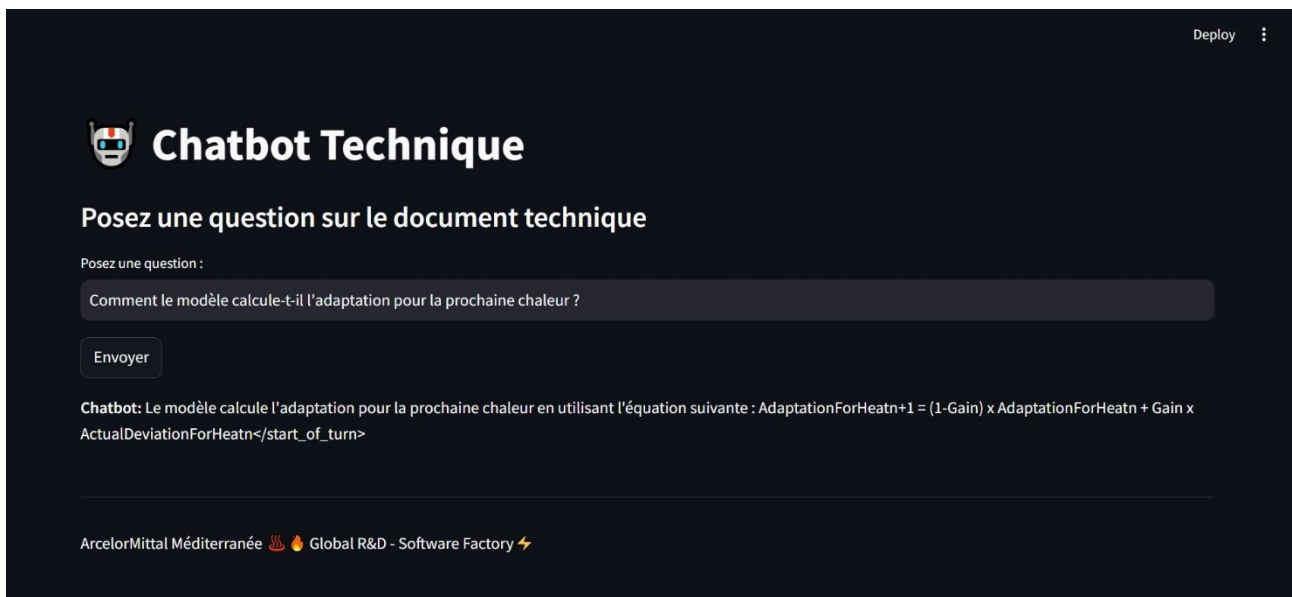 Deploy
Chatbot Technique
Posez une question sur le document technique
Posez une question :
Comment le modèle calcule-t-il l'adaptation pour la prochaine chaleur ?
Envoyer
Chatbot: Le modèle calcule l'adaptation pour la prochaine chaleur en utilisant l'équation suivante : AdaptationForHeatn+1 = (1-Gain) x AdaptationForHeatn + Gain x
ActualDeviationForHeatn</start_of_turn>
ArcelorMittal Méditerranée ♨️ 🔥 Global R&D - Software Factory ⚡